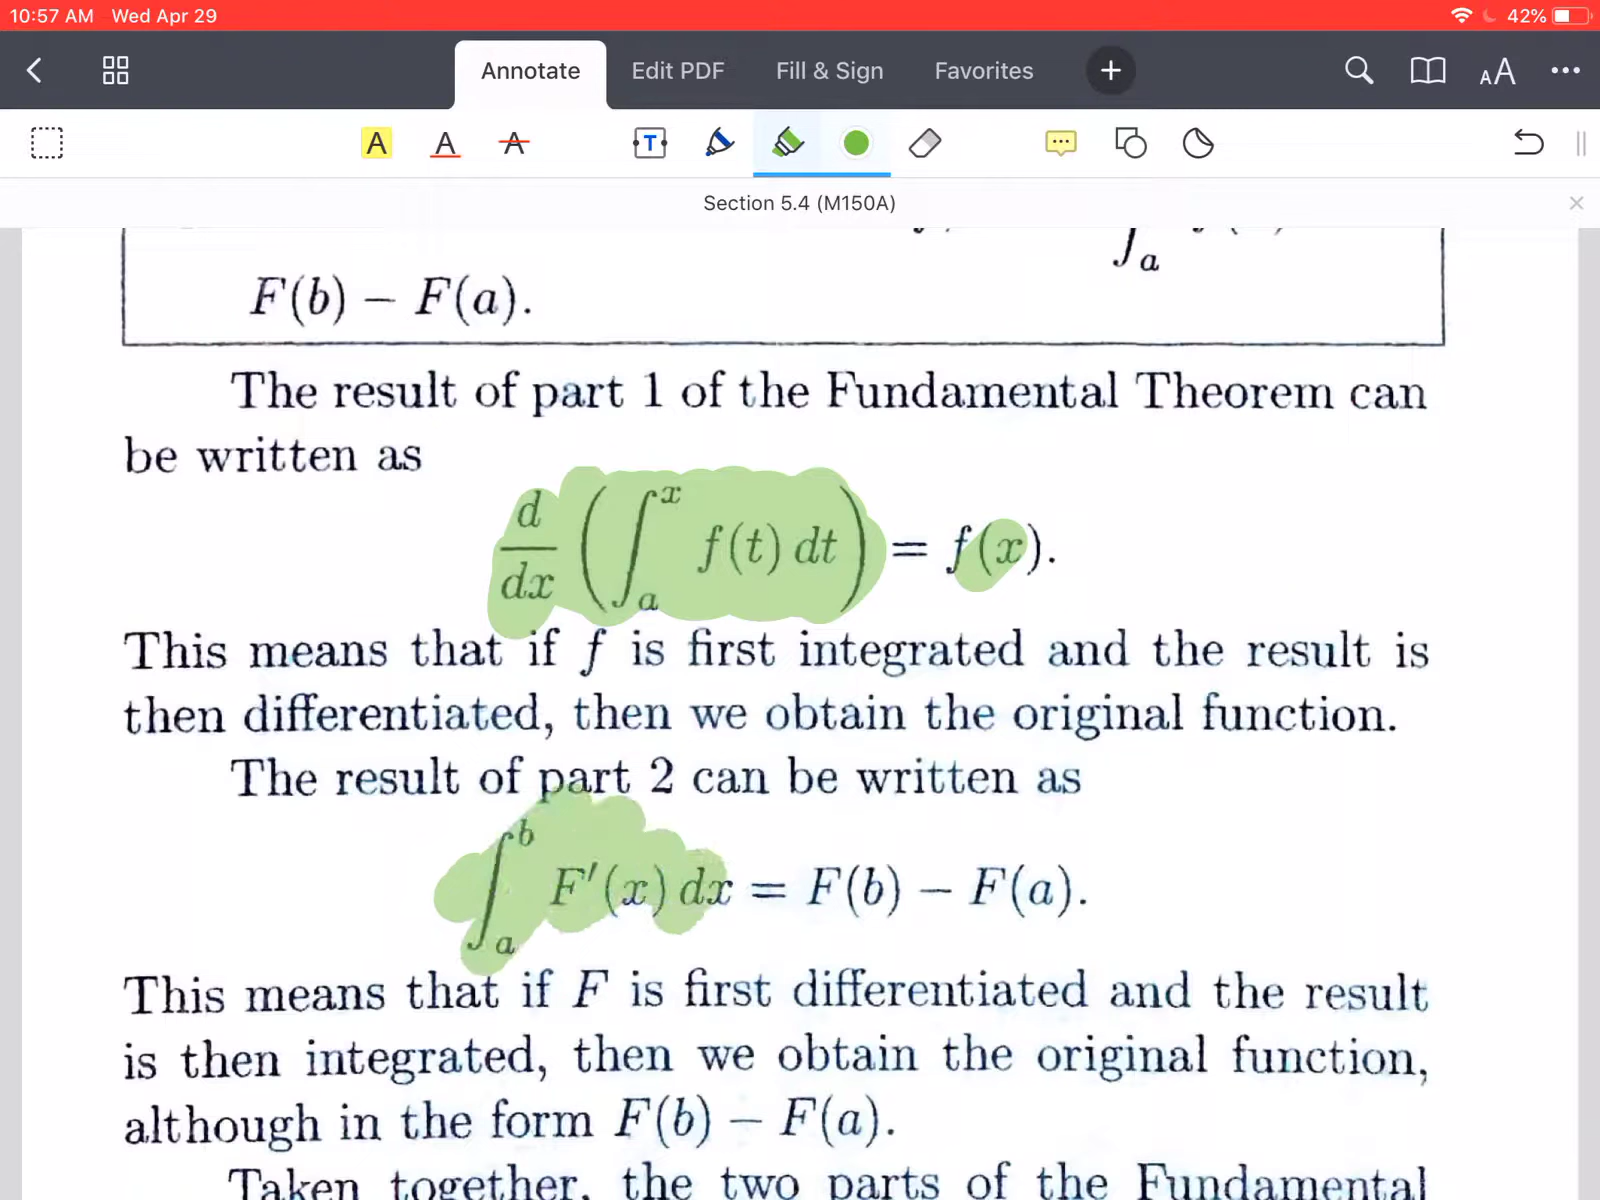 10:57 AM Wed Apr 29 42%
Annotate Edit PDF Fill & Sign Favorites + AA
A A A T
Section 5.4 (M150A)
∫_a
F(b) − F(a).
The result of part 1 of the Fundamental Theorem can
be written as
d/dx (∫_a^x f(t) dt) = f(x).
This means that if f is first integrated and the result is
then differentiated, then we obtain the original function.
The result of part 2 can be written as
∫_a^b F′(x) dx = F(b) − F(a).
This means that if F is first differentiated and the result
is then integrated, then we obtain the original function,
although in the form F(b) − F(a).
Taken together, the two parts of the Fundamental